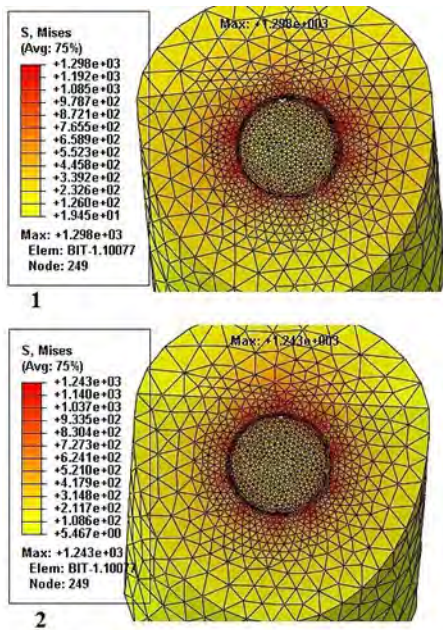 Max: +1.298e+003
S, Mises
(Avg: 75%)
+1.298e+03
+1.192e+03
+1.085e+03
+9.787e+02
+8.721e+02
+7.655e+02
+6.589e+02
+5.523e+02
+4.458e+02
+3.392e+02
+2.326e+02
+1.260e+02
+1.945e+01
Max: +1.298e+03
Elem: BIT-1.10077
Node: 249
1
Max: +1.243e+003
S, Mises
(Avg: 75%)
+1.243e+03
+1.140e+03
+1.037e+03
+9.335e+02
+8.304e+02
+7.273e+02
+6.241e+02
+5.210e+02
+4.179e+02
+3.148e+02
+2.117e+02
+1.086e+02
+5.467e+00
Max: +1.243e+03
Elem: BIT-1.10077
Node: 249
2